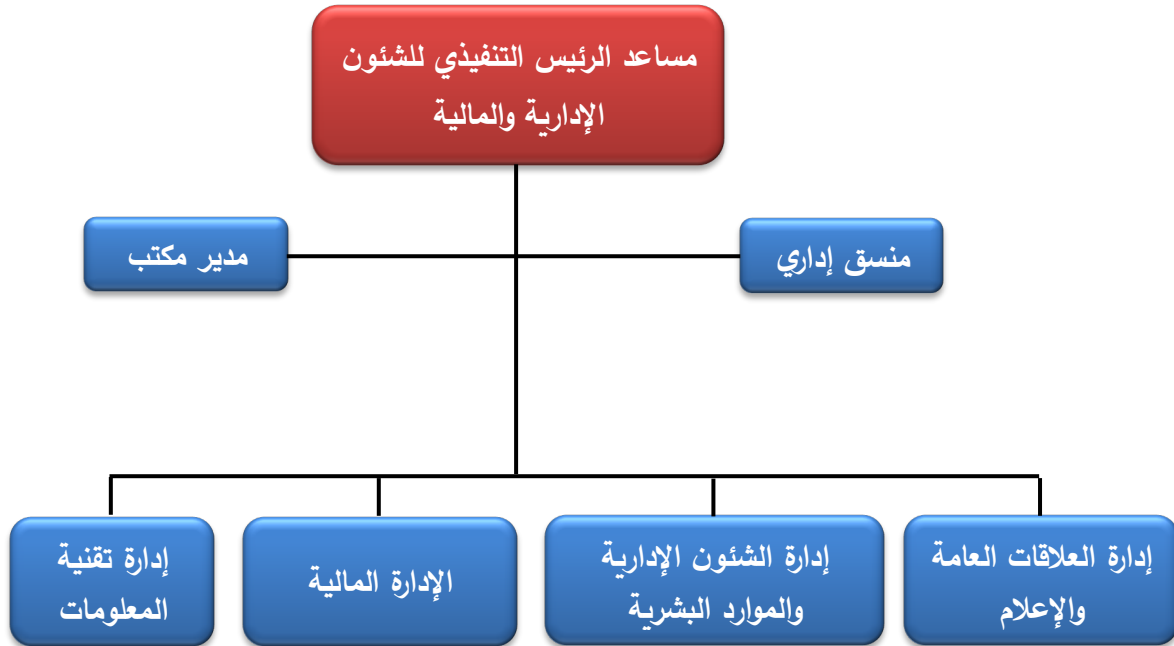 مساعد الرئيس التنفيذي للشئون
الإدارية والمالية
منسق إداري
مدير مكتب
إدارة العلاقات العامة
والإعلام
إدارة الشئون الإدارية
والموارد البشرية
الإدارة المالية
إدارة تقنية
المعلومات